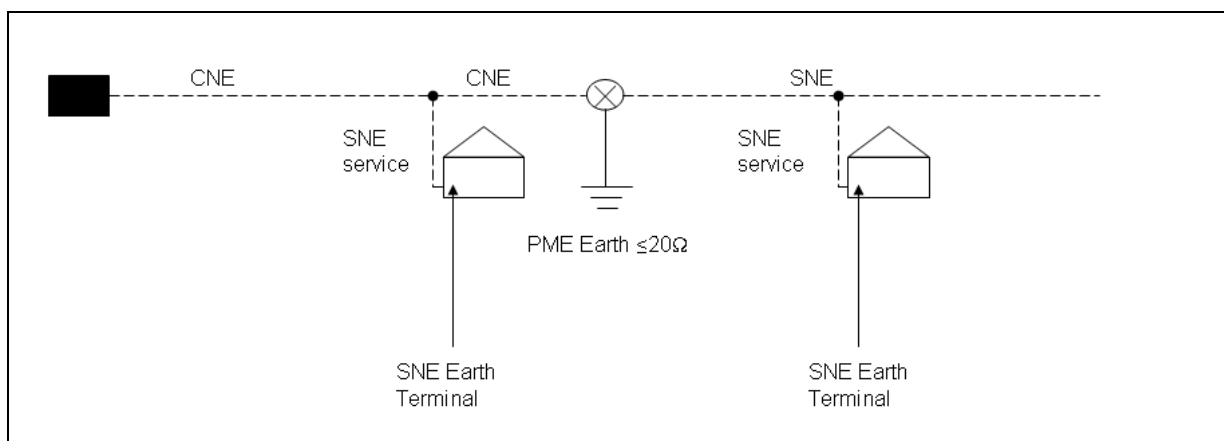 CNE
CNE
SNE
SNE
service
SNE
service
PME Earth ≤20Ω
SNE Earth
Terminal
SNE Earth
Terminal